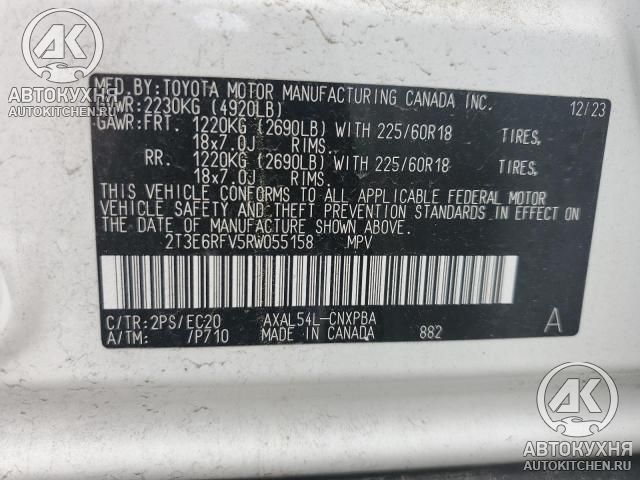 AK
АВТОКУХНЯ
AUTOKITCHEN.RU
MFD.BY:TOYOTA MOTOR MANUFACTURING CANADA INC. 12/23
GVWR:2230KG (4920LB)
GAWR:FRT. 1220KG (2690LB) WITH 225/60R18 TIRES,
18x7.0J RIMS.
RR. 1220KG (2690LB) WITH 225/60R18 TIRES,
18x7.0J RIMS.
THIS VEHICLE CONFORMS TO ALL APPLICABLE FEDERAL MOTOR
VEHICLE SAFETY AND THEFT PREVENTION STANDARDS IN EFFECT ON
THE DATE OF MANUFACTURE SHOWN ABOVE.
2T3E6RFV5RW055158 MPV
C/TR:2PS/EC20 AXAL54L-CNXPBA A
A/TM: /P710 MADE IN CANADA 882
AK
АВТОКУХНЯ
AUTOKITCHEN.RU